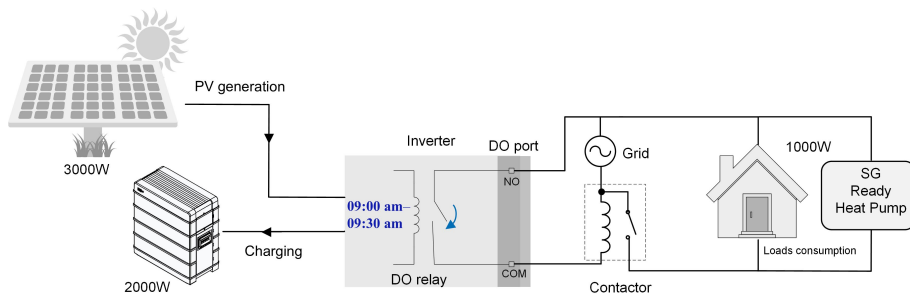 PV generation
3000W
Charging
2000W
Inverter
DO port
09:00 am-
09:30 am
DO relay
NO
COM
Grid
Contactor
1000W
Loads consumption
SG
Ready
Heat Pump